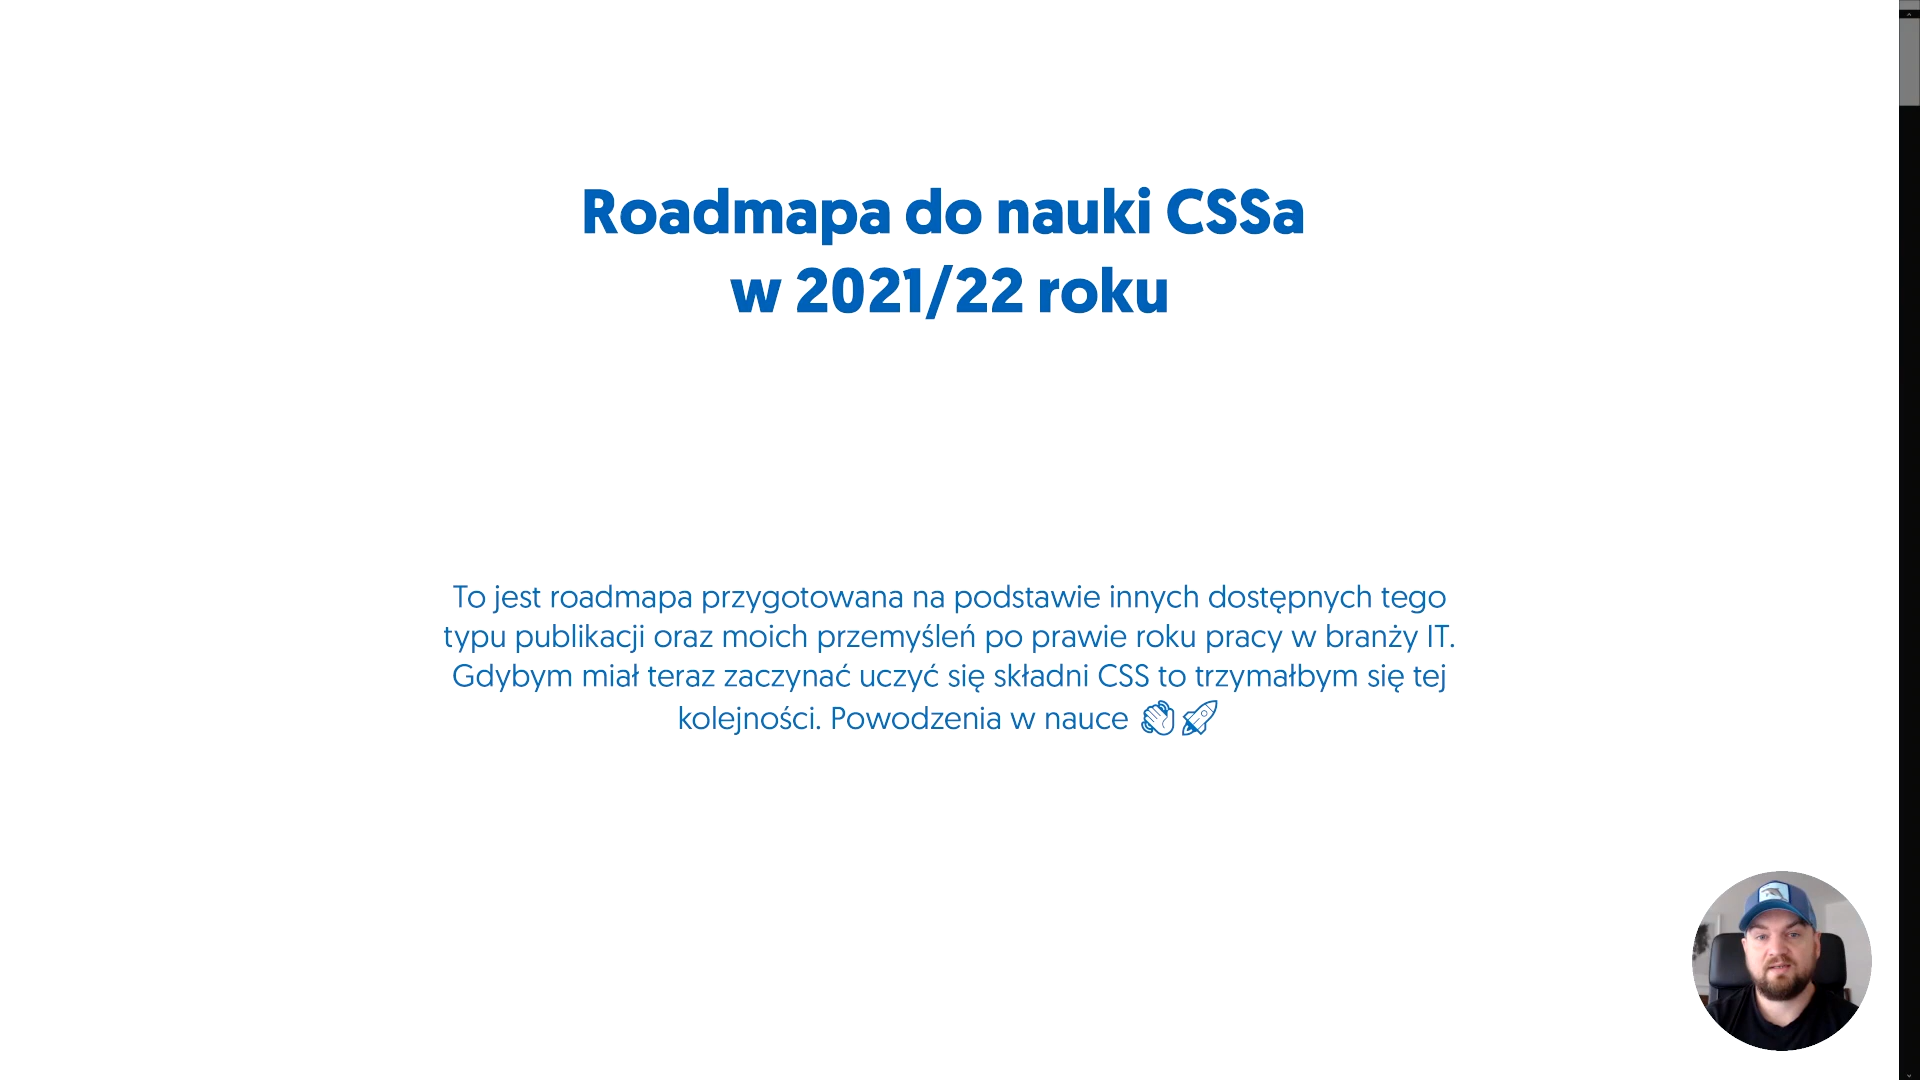 Roadmapa do nauki CSSa
w 2021/22 roku
To jest roadmapa przygotowana na podstawie innych dostępnych tego
typu publikacji oraz moich przemyśleń po prawie roku pracy w branży IT.
Gdybym miał teraz zaczynać uczyć się składni CSS to trzymałbym się tej
kolejności. Powodzenia w nauce 👏🚀